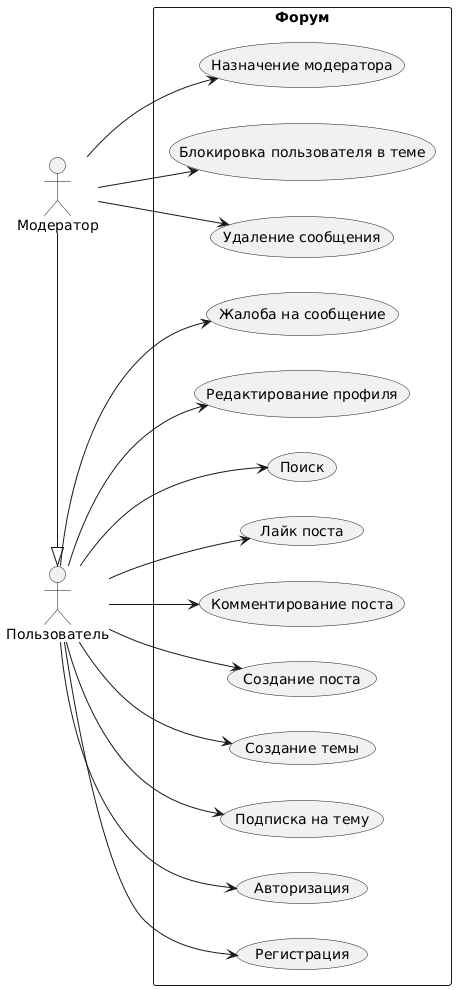 Форум
Назначение модератора
Блокировка пользователя в теме
Модератор
Удаление сообщения
Жалоба на сообщение
Редактирование профиля
Поиск
Лайк поста
Комментирование поста
Пользователь
Создание поста
Создание темы
Подписка на тему
Авторизация
Регистрация